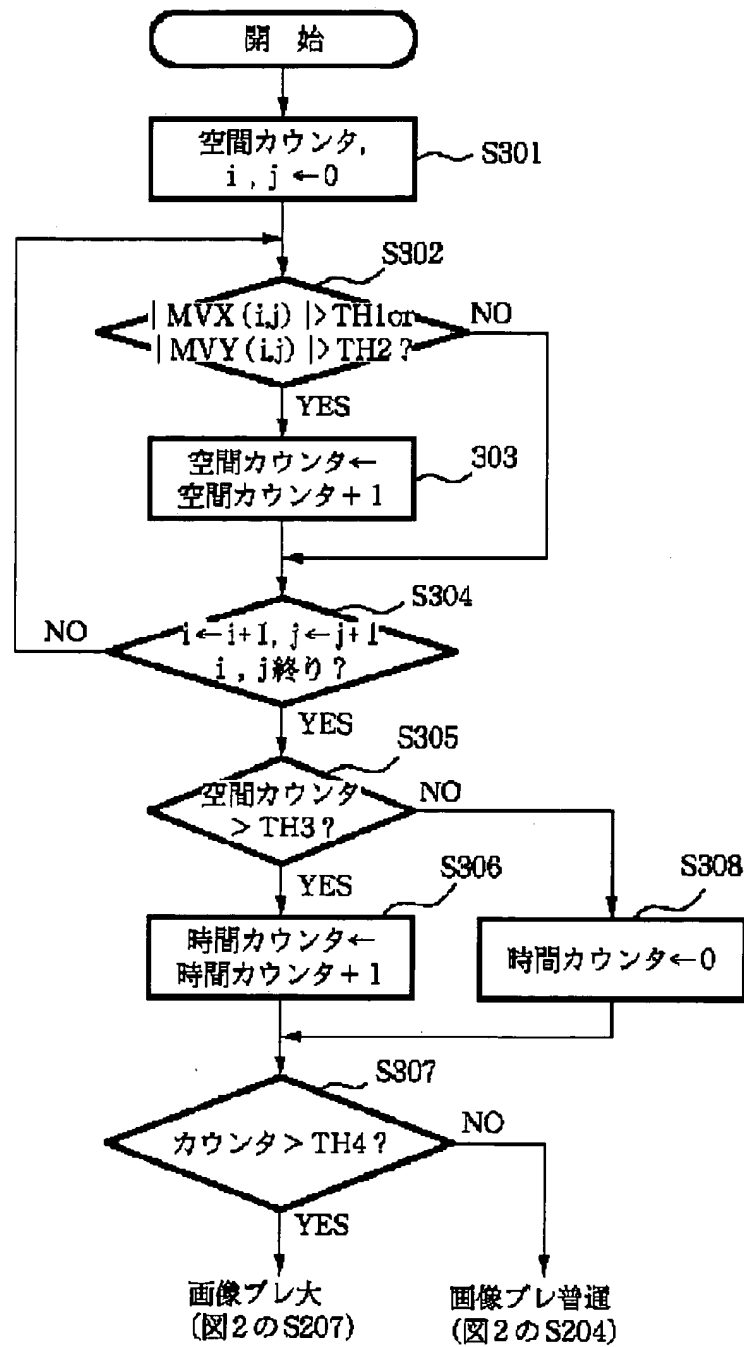 開 始
空間カウンタ,
i , j ←0
S301
S302
| MVX (i,j) |>TH1or
| MVY (i,j) |>TH2 ?
NO
YES
空間カウンタ←
空間カウンタ+1
303
S304
i←i+1, j←j+1
i , j終り?
NO
YES
S305
空間カウンタ
> TH3 ?
NO
YES
S306
時間カウンタ←
時間カウンタ+1
S308
時間カウンタ←0
S307
カウンタ> TH4 ?
NO
YES
画像ブレ大
(図2のS207)
画像ブレ普通
(図2のS204)